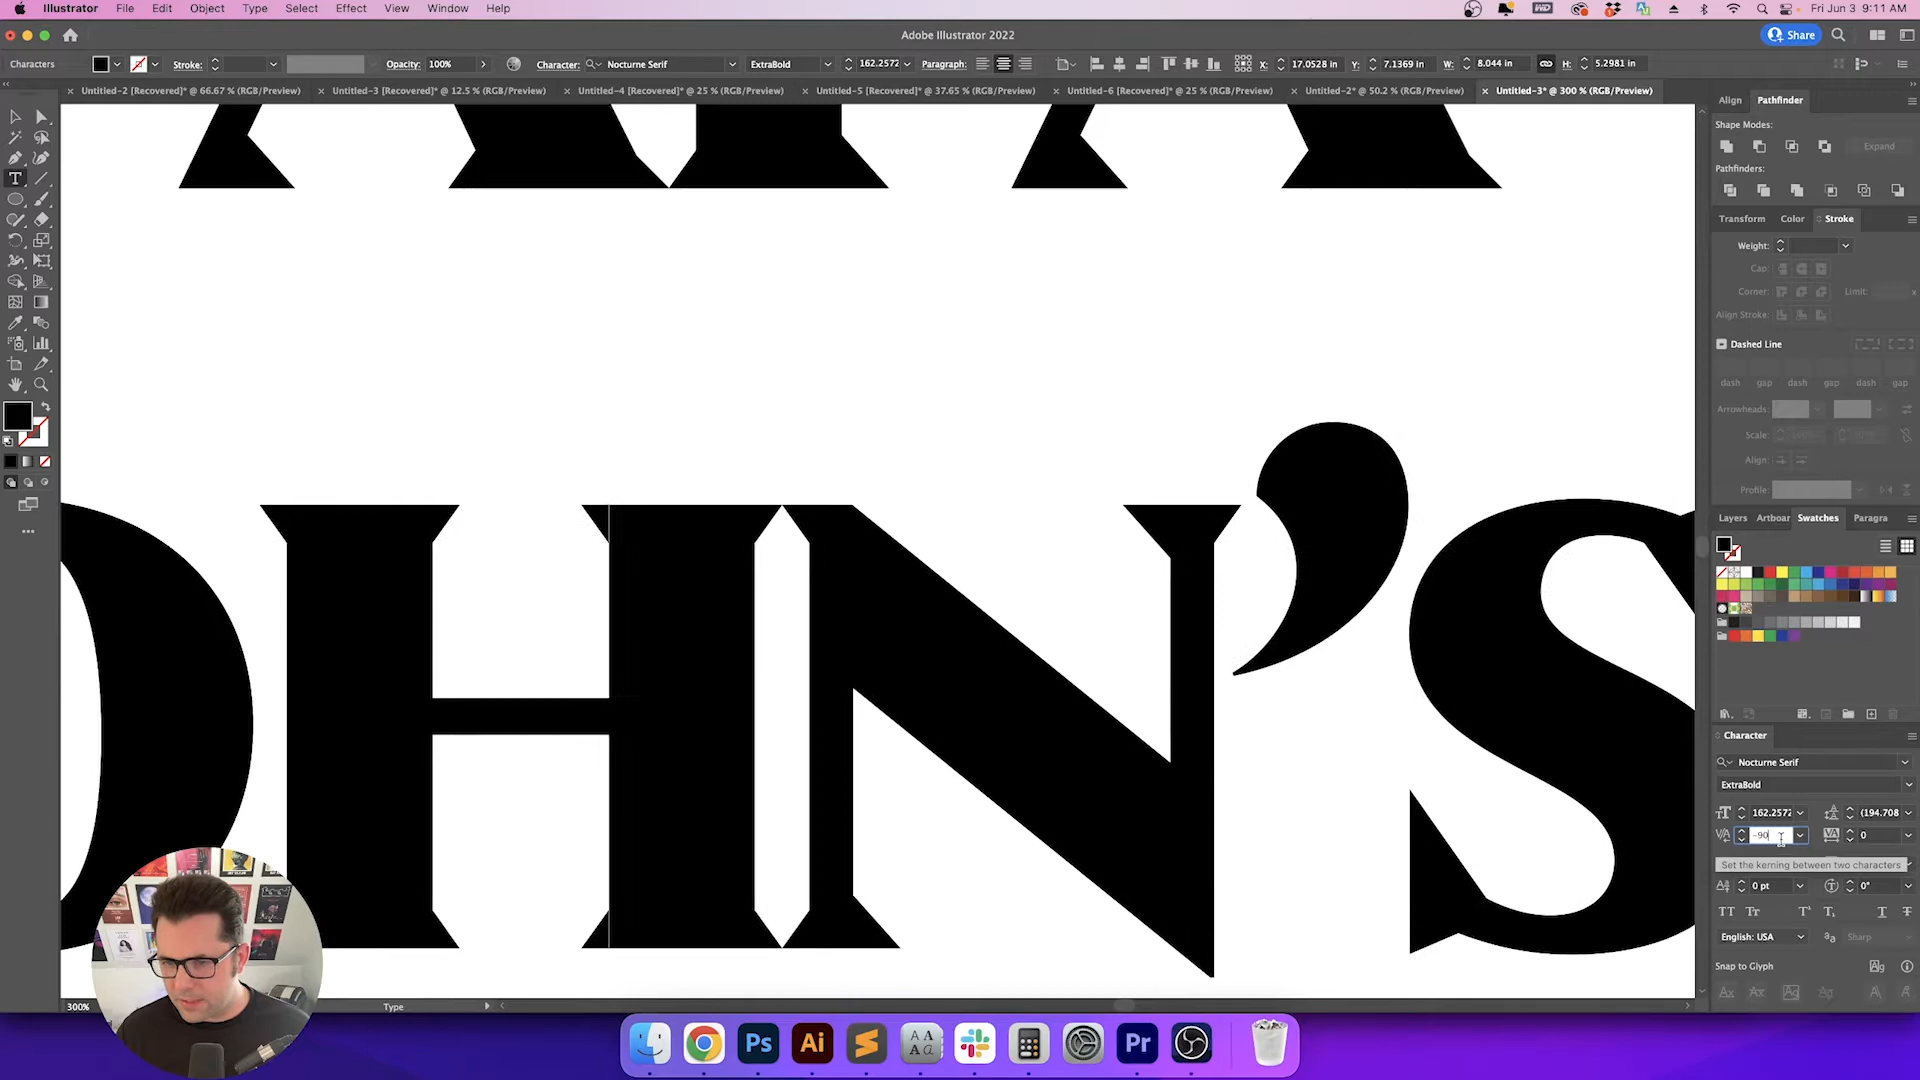 Illustrator File Edit Object Type Select Effect View Window Help
Fri Jun 3 9:11 AM
Adobe Illustrator 2022
Share
Characters Stroke: Opacity: 100% Character: Nocturne Serif ExtraBold 162.2572 Paragraph: X: 17.0528 in Y: 7.1369 in W: 8.044 in H: 5.2981 in
Untitled-2 [Recovered]* @ 66.67 % (RGB/Preview)
Untitled-3 [Recovered]* @ 12.5 % (RGB/Preview)
Untitled-4 [Recovered]* @ 25 % (RGB/Preview)
Untitled-5 [Recovered]* @ 37.65 % (RGB/Preview)
Untitled-6 [Recovered]* @ 25 % (RGB/Preview)
Untitled-2* @ 50.2 % (RGB/Preview)
Untitled-3* @ 300 % (RGB/Preview)
OHN'S
300%
Type
Align Pathfinder
Shape Modes:
Expand
Pathfinders:
Transform Color Stroke
Weight:
Cap:
Corner: Limit:
Align Stroke:
Dashed Line
dash gap dash gap dash gap
Arrowheads:
Scale: 100% 100%
Align:
Profile:
Layers Artboar Swatches Paragra
Character
Nocturne Serif
ExtraBold
162.2572 (194.708
-90 0
Set the kerning between two characters
0 pt 0°
English: USA Sharp
Snap to Glyph
Ps Ai Pr